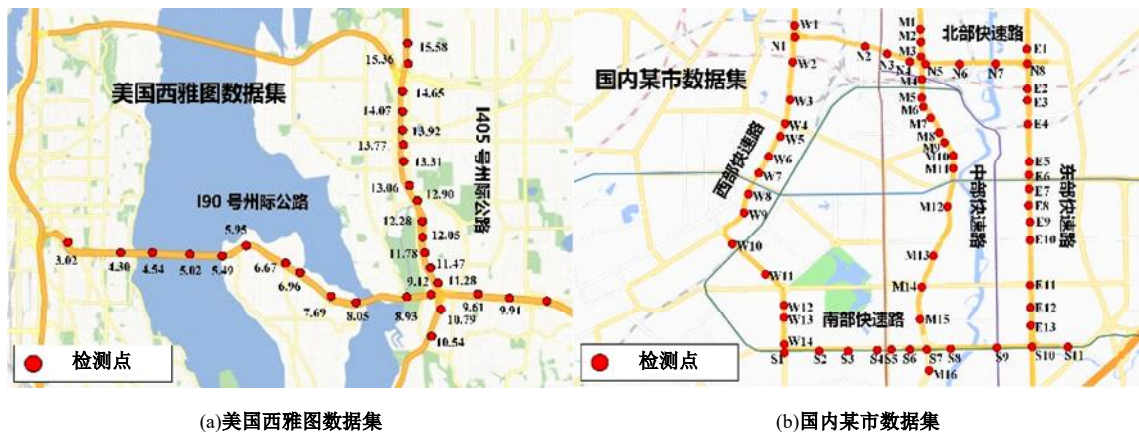 美国西雅图数据集
I405 号州际公路
I90 号州际公路
15.58
15.36
14.65
14.07
13.92
13.77
13.31
13.06
12.90
12.28
12.05
11.78
11.47
9.12
11.28
3.02
4.30
4.54
5.02
5.49
5.95
6.67
6.96
7.69
8.05
8.93
9.61
9.91
10.79
10.54
检测点
国内某市数据集
北部快速路
西部快速路
中部快速路
东部快速路
南部快速路
W1
N1
W2
W3
W4
W5
W6
W7
W8
W9
W10
W11
W12
W13
W14
N2
N3
N4
N5
N6
N7
N8
M1
M2
M3
M4
M5
M6
M7
M8
M9
M10
M11
M12
M13
M14
M15
M16
E1
E2
E3
E4
E5
E6
E7
E8
E9
E10
E11
E12
E13
S1
S2
S3
S4
S5
S6
S7
S8
S9
S10
S11
检测点
(a)美国西雅图数据集
(b)国内某市数据集